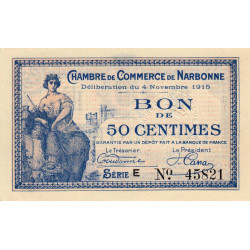 CHAMBRE DE COMMERCE DE NARBONNE
Délibération du 4 Novembre 1915
BON
DE
50 CENTIMES
GARANTIE PAR UN DÉPÔT FAIT A LA BANQUE DE FRANCE
Le Trésorier
Le Président
SÉRIE E No 45821